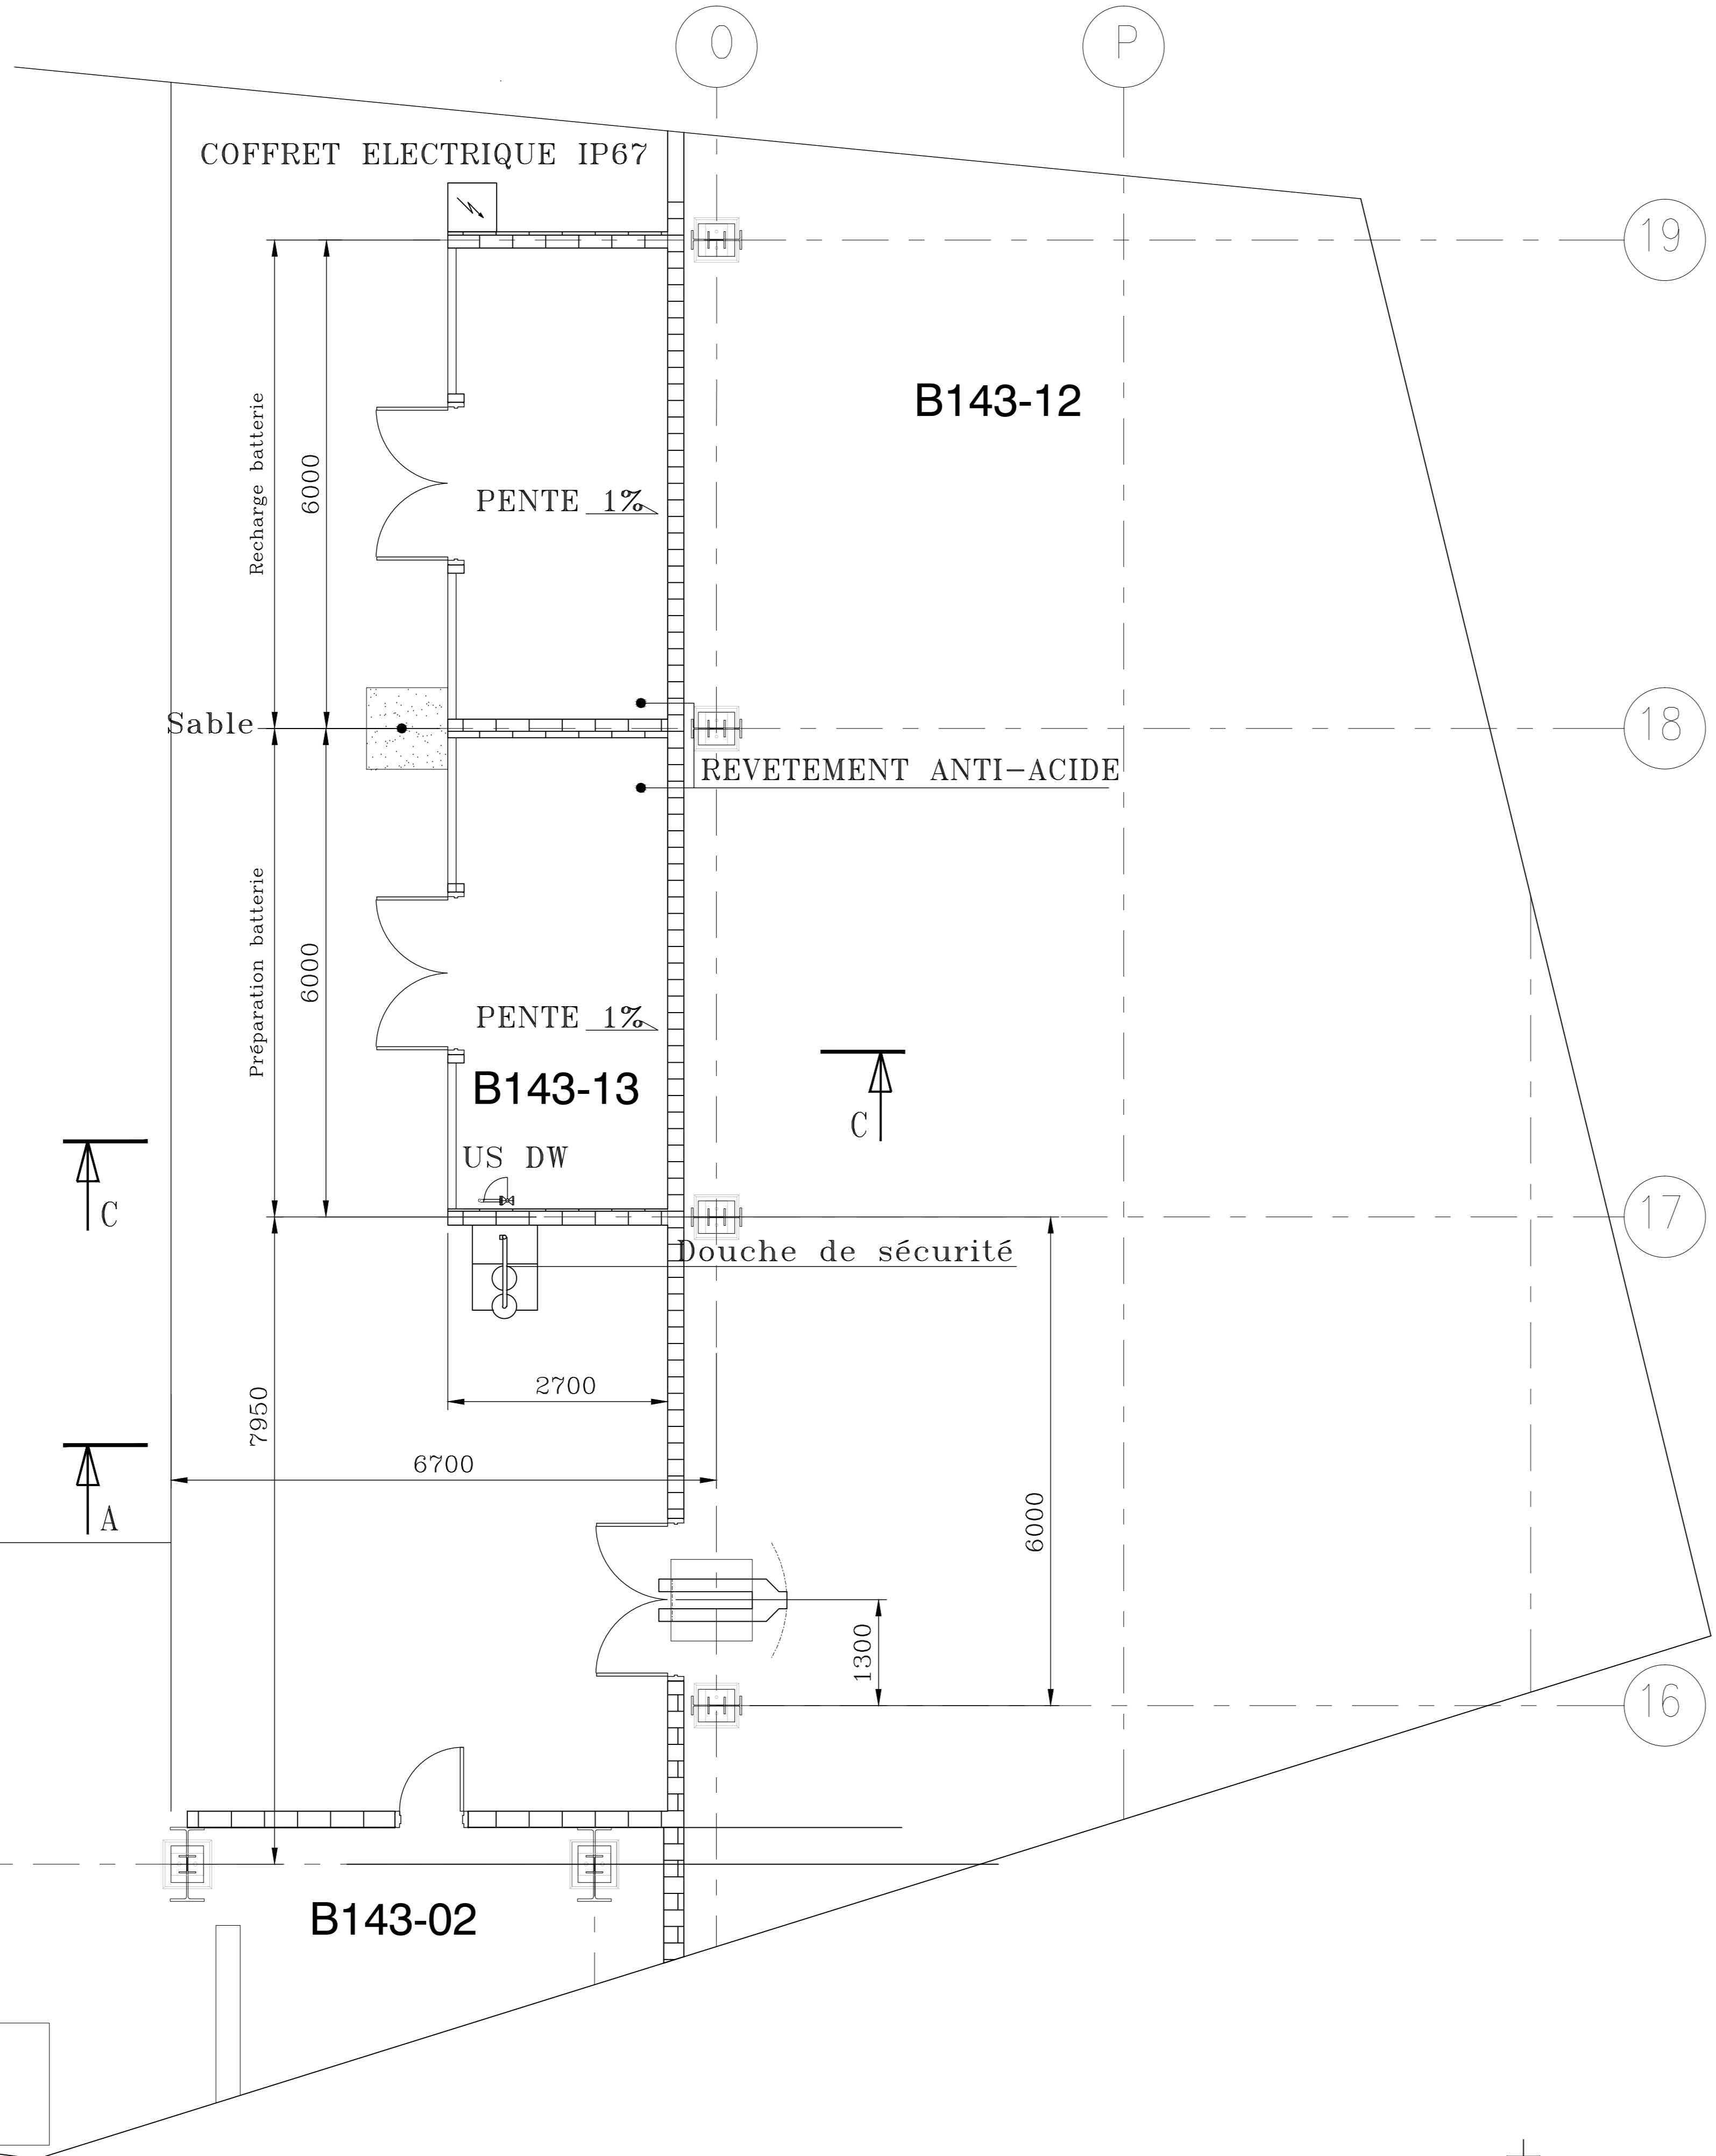 O
P
COFFRET ELECTRIQUE IP67
19
B143-12
Recharge batterie
6000
PENTE 1%
Sable
18
REVETEMENT ANTI-ACIDE
Préparation batterie
6000
PENTE 1%
B143-13
C
US DW
C
17
Douche de sécurité
2700
7950
6700
A
6000
1300
16
B143-02